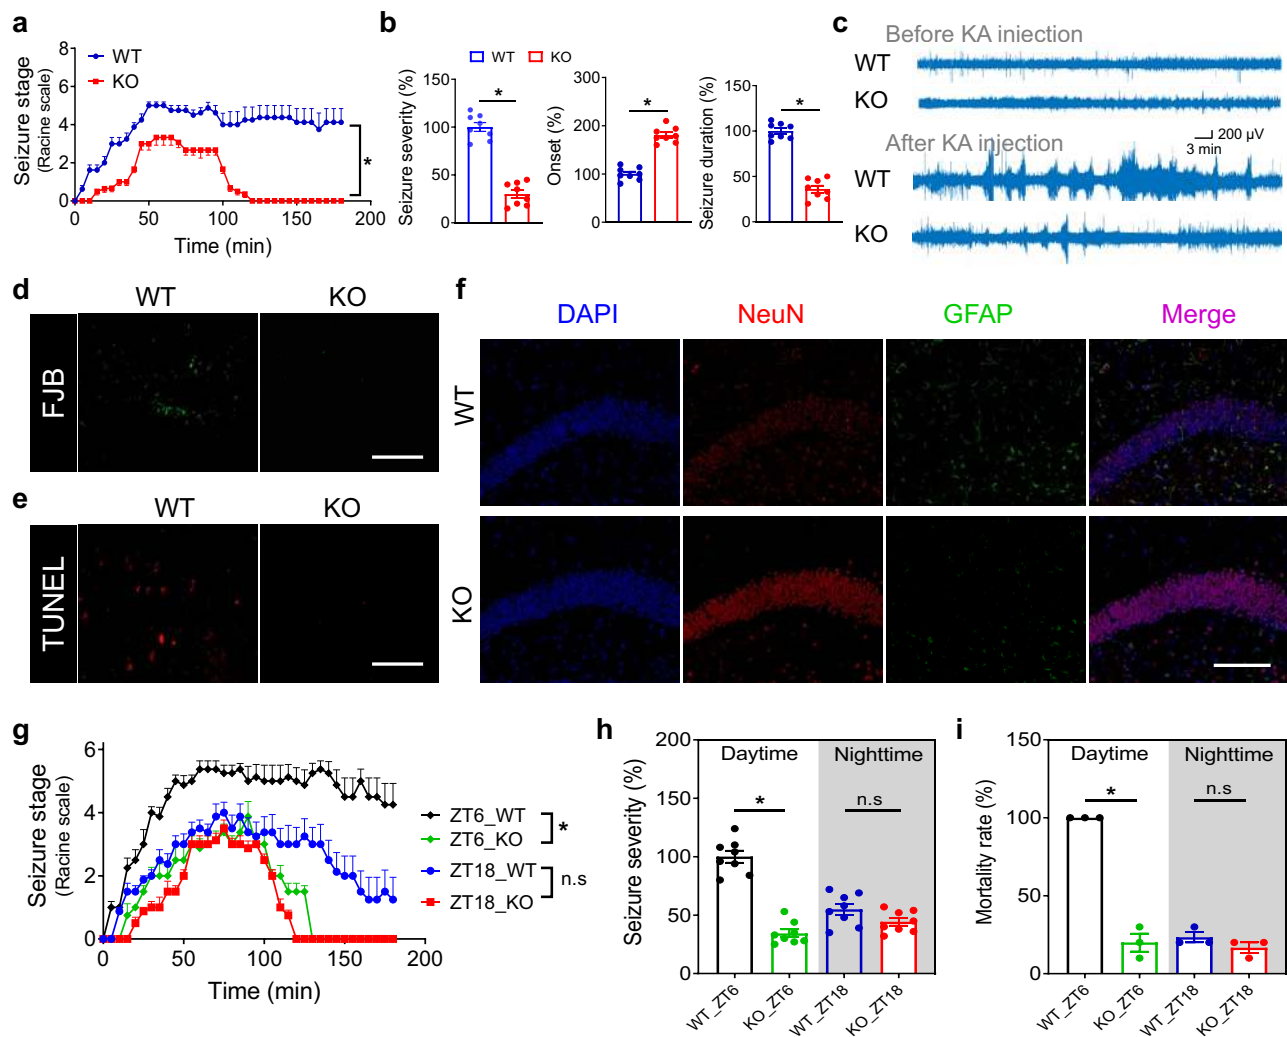 a
Seizure stage
(Racine scale)
8
6
4
2
0
WT
KO
*
0 50 100 150 200
Time (min)
b
WT KO
Seizure severity (%)
150
100
50
0
*
Onset (%)
300
200
100
0
*
Seizure duration (%)
150
100
50
0
*
c
Before KA injection
WT
KO
After KA injection
200 µV
3 min
WT
KO
d
WT KO
FJB
e
WT KO
TUNEL
f
DAPI NeuN GFAP Merge
WT
KO
g
Seizure stage
(Racine scale)
6
4
2
0
0 50 100 150 200
Time (min)
ZT6_WT
ZT6_KO
*
ZT18_WT
ZT18_KO
n.s
h
Seizure severity (%)
200
150
100
50
0
Daytime Nighttime
* n.s
WT_ZT6 KO_ZT6 WT_ZT18 KO_ZT18
i
Mortality rate (%)
150
100
50
0
Daytime Nighttime
* n.s
WT_ZT6 KO_ZT6 WT_ZT18 KO_ZT18